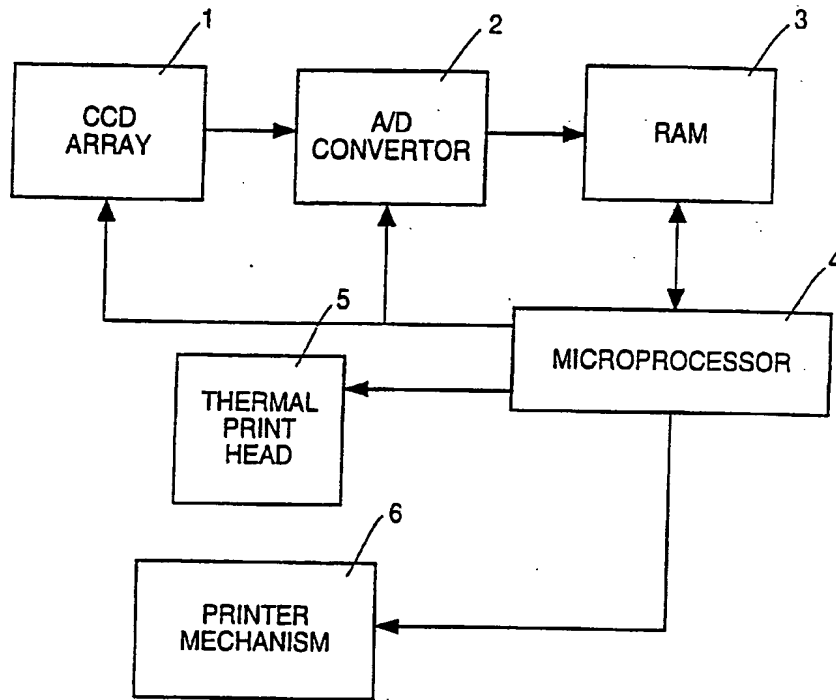 1
CCD
ARRAY
2
A/D
CONVERTOR
3
RAM
4
MICROPROCESSOR
5
THERMAL
PRINT
HEAD
6
PRINTER
MECHANISM